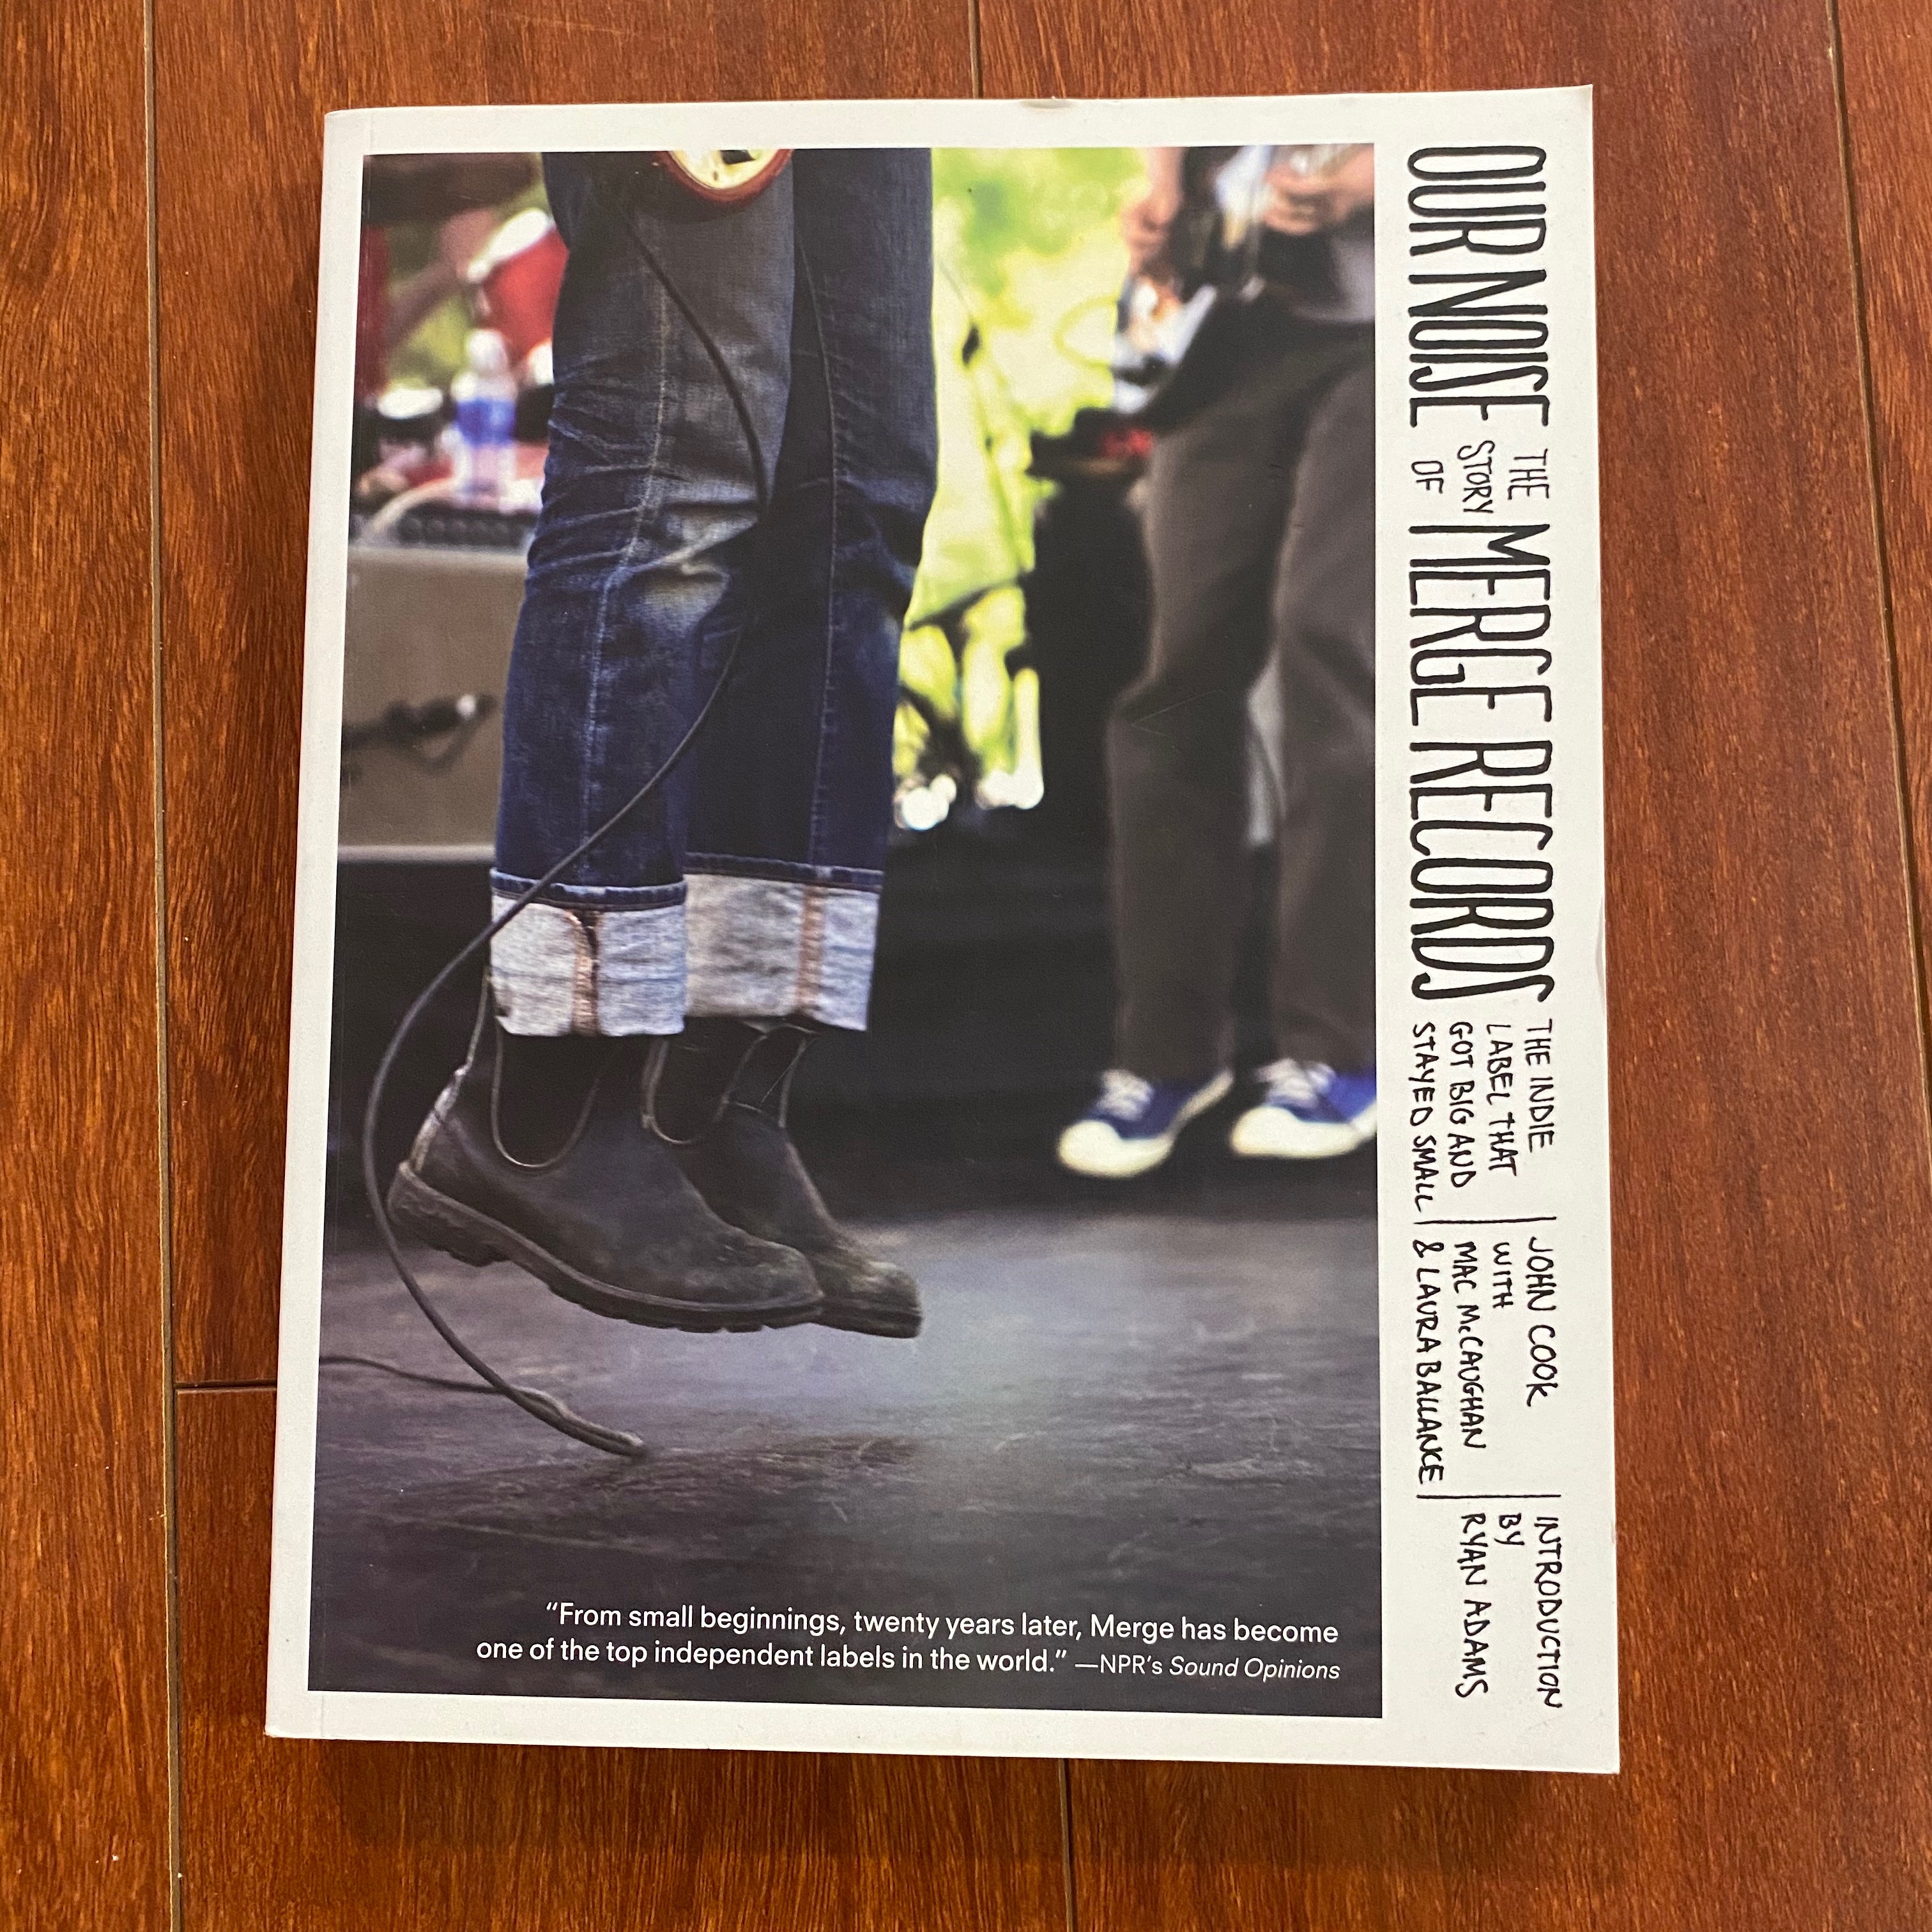 OUR NOISE
THE
STORY
OF
MERGE RECORDS
THE INDIE
LABEL THAT
GOT BIG AND
STAYED SMALL
JOHN COOK
WITH
MAC McCAUGHAN
& LAURA BALLANCE
INTRODUCTION
BY
RYAN ADAMS
“From small beginnings, twenty years later, Merge has become
one of the top independent labels in the world.” —NPR’s Sound Opinions